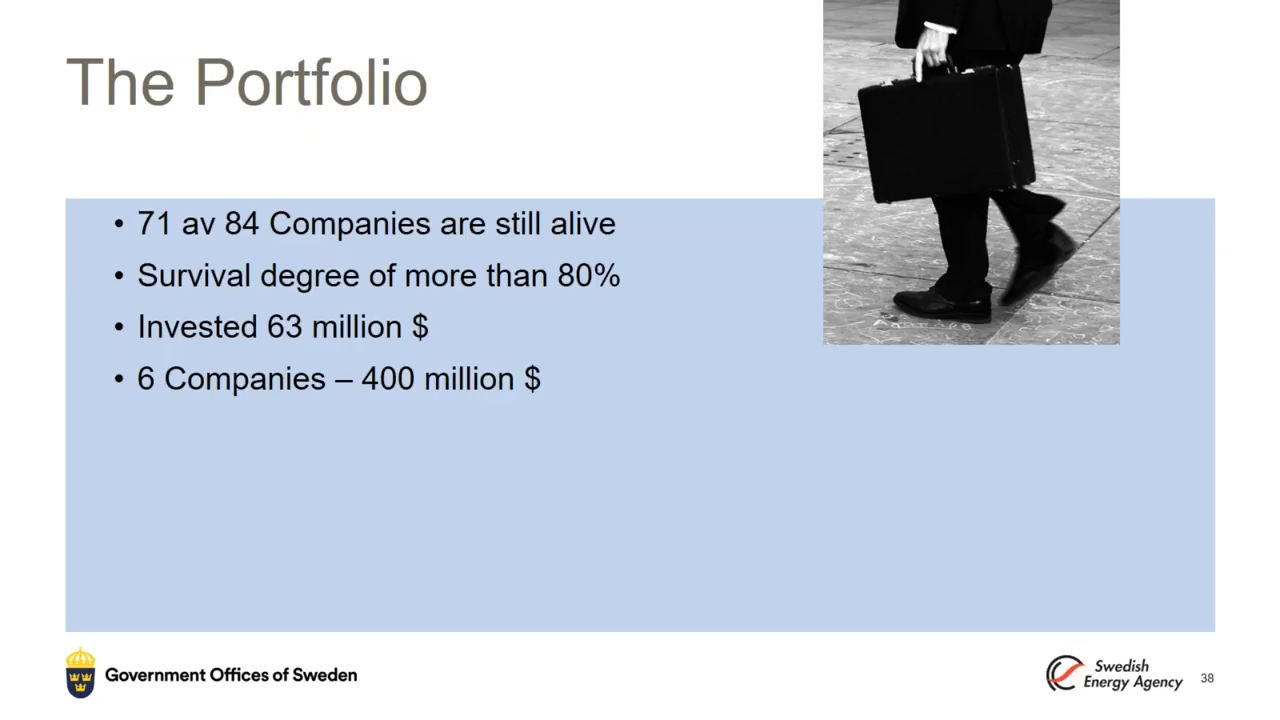 The Portfolio
• 71 av 84 Companies are still alive
• Survival degree of more than 80%
• Invested 63 million $
• 6 Companies – 400 million $
Government Offices of Sweden
Swedish
Energy Agency
38